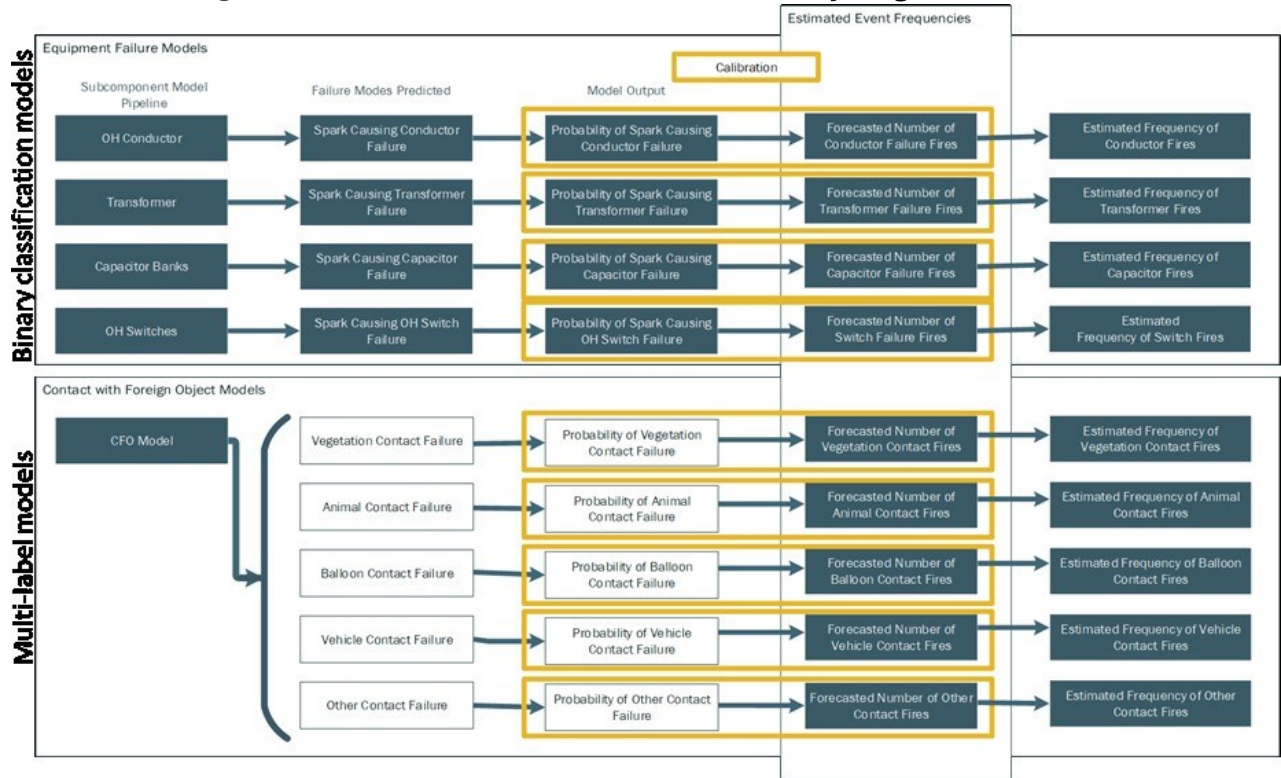 Estimated Event Frequencies
Binary classification models
Equipment Failure Models
Calibration
Subcomponent Model
Pipeline
Failure Modes Predicted
Model Output
OH Conductor
Spark Causing Conductor
Failure
Probability of Spark Causing
Conductor Failure
Forecasted Number of
Conductor Failure Fires
Estimated Frequency of
Conductor Fires
Transformer
Spark Causing Transformer
Failure
Probability of Spark Causing
Transformer Failure
Forecasted Number of
Transformer Failure Fires
Estimated Frequency of
Transformer Fires
Capacitor Banks
Spark Causing Capacitor
Failure
Probability of Spark Causing
Capacitor Failure
Forecasted Number of
Capacitor Failure Fires
Estimated Frequency of
Capacitor Fires
OH Switches
Spark Causing OH Switch
Failure
Probability of Spark Causing
OH Switch Failure
Forecasted Number of
Switch Failure Fires
Estimated
Frequency of Switch Fires
Multi-label models
Contact with Foreign Object Models
CFO Model
Vegetation Contact Failure
Probability of Vegetation
Contact Failure
Forecasted Number of
Vegetation Contact Fires
Estimated Frequency of
Vegetation Contact Fires
Animal Contact Failure
Probability of Animal
Contact Failure
Forecasted Number of
Animal Contact Fires
Estimated Frequency of Animal
Contact Fires
Balloon Contact Failure
Probability of Balloon
Contact Failure
Forecasted Number of
Balloon Contact Fires
Estimated Frequency of Balloon
Contact Fires
Vehicle Contact Failure
Probability of Vehicle
Contact Failure
Forecasted Number of
Vehicle Contact Fires
Estimated Frequency of Vehicle
Contact Fires
Other Contact Failure
Probability of Other Contact
Failure
Forecasted Number of Other
Contact Fires
Estimated Frequency of Other
Contact Fires